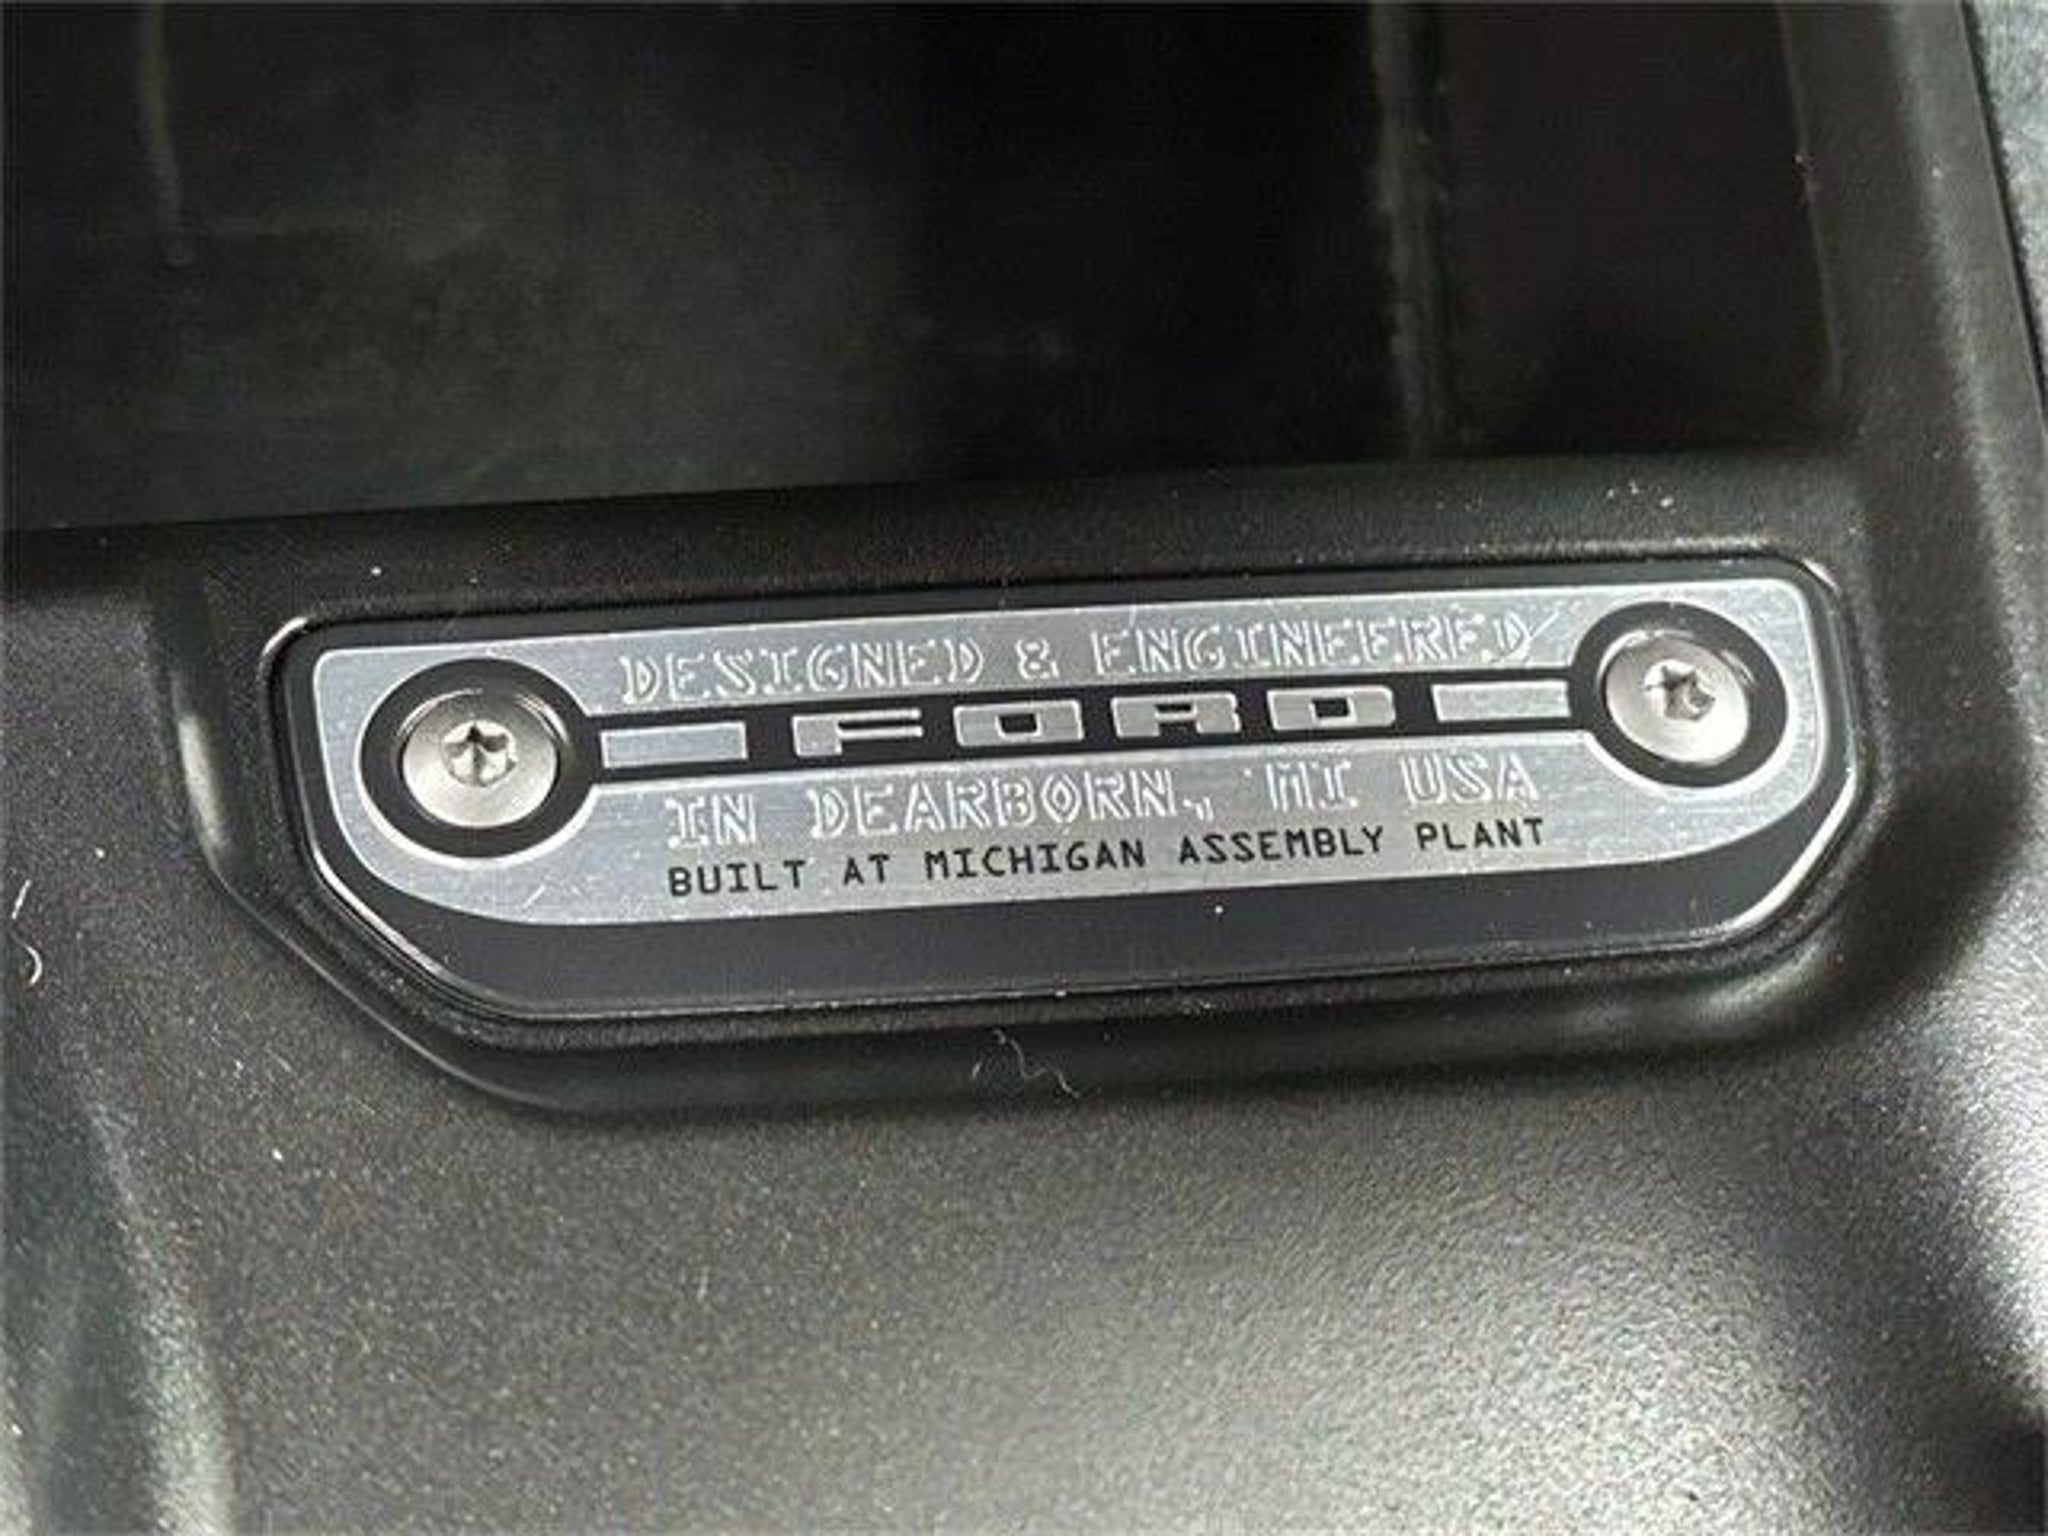 DESIGNED & ENGINEERED
FORD
IN DEARBORN, MI USA
BUILT AT MICHIGAN ASSEMBLY PLANT